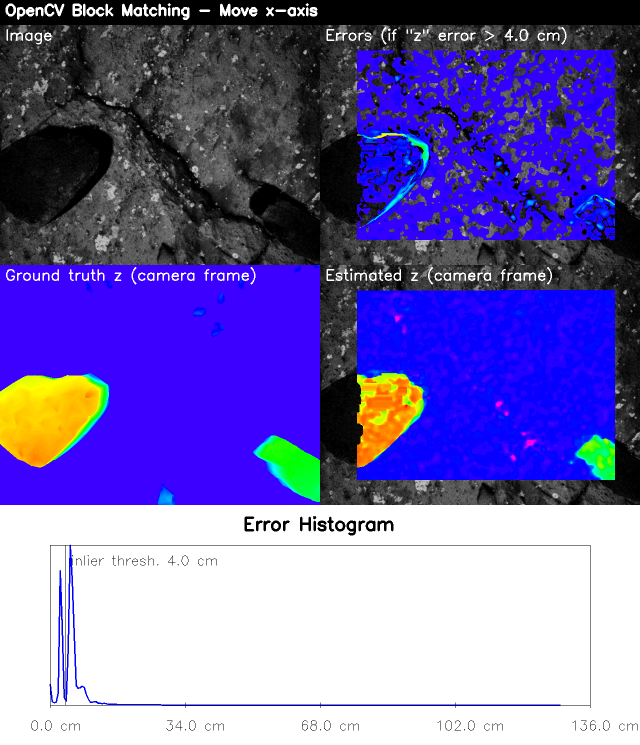 OpenCV Block Matching - Move x-axis
Image
Errors (if "z" error > 4.0 cm)
Ground truth z (camera frame)
Estimated z (camera frame)
Error Histogram
inlier thresh. 4.0 cm
0.0 cm
34.0 cm
68.0 cm
102.0 cm
136.0 cm